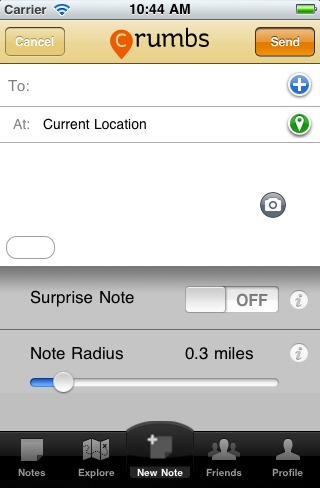 Carrier 10:44 AM
Cancel crumbs Send
To:
At: Current Location
Surprise Note OFF i
Note Radius 0.3 miles i
Notes Explore New Note Friends Profile